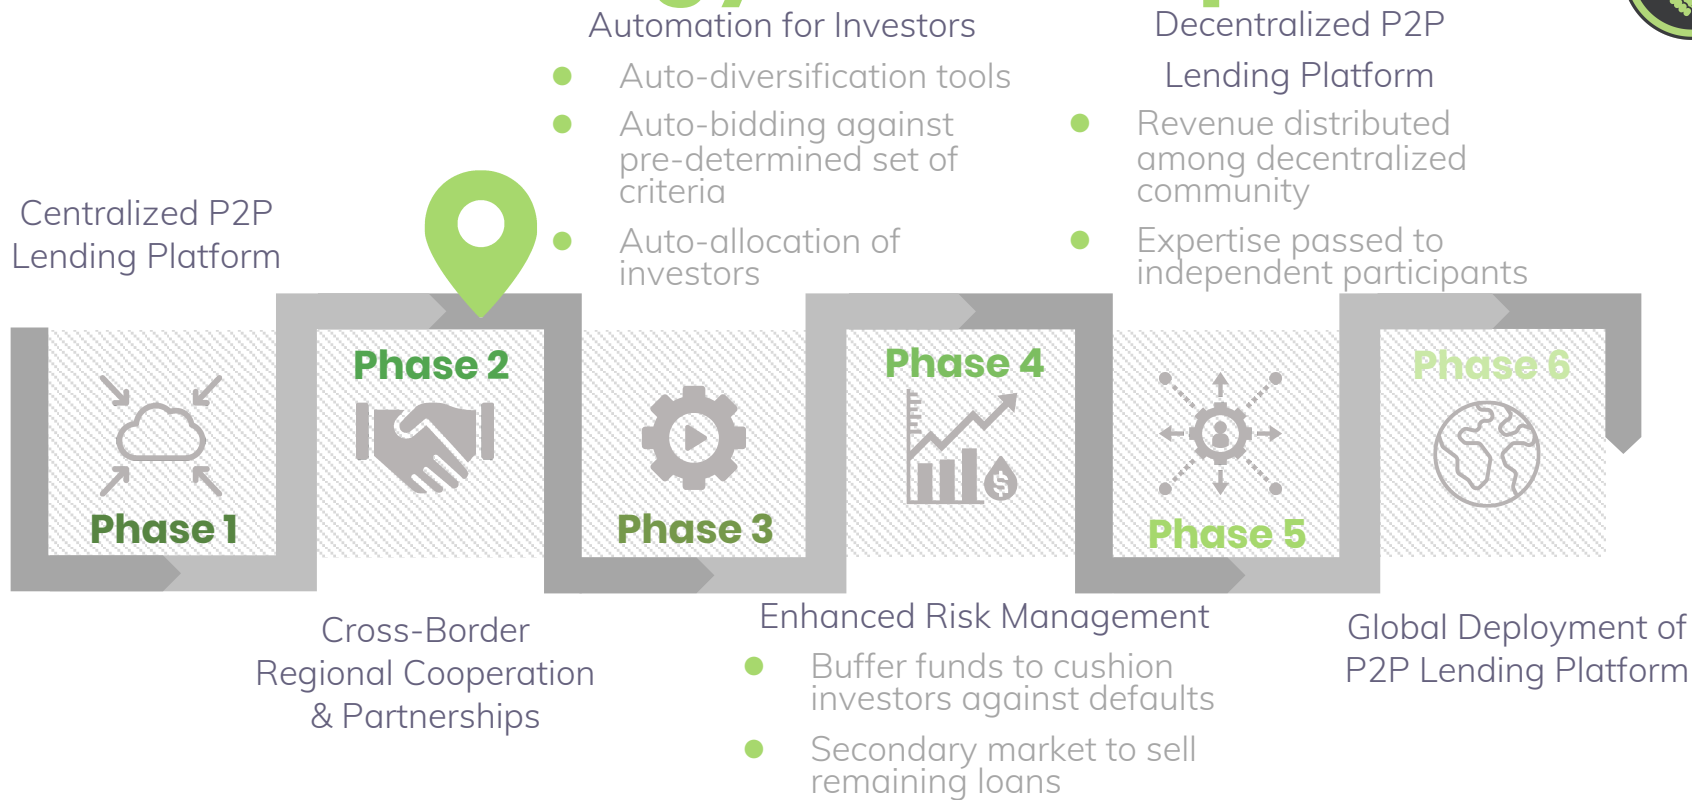 Automation for Investors
Auto-diversification tools
Auto-bidding against
pre-determined set of
criteria
Auto-allocation of
investors
Decentralized P2P
Lending Platform
Revenue distributed
among decentralized
community
Expertise passed to
independent participants
Centralized P2P
Lending Platform
Phase 1
Phase 2
Phase 3
Phase 4
$
Phase 5
Phase 6
Cross-Border
Regional Cooperation
& Partnerships
Enhanced Risk Management
Buffer funds to cushion
investors against defaults
Secondary market to sell
remaining loans
Global Deployment of
P2P Lending Platform